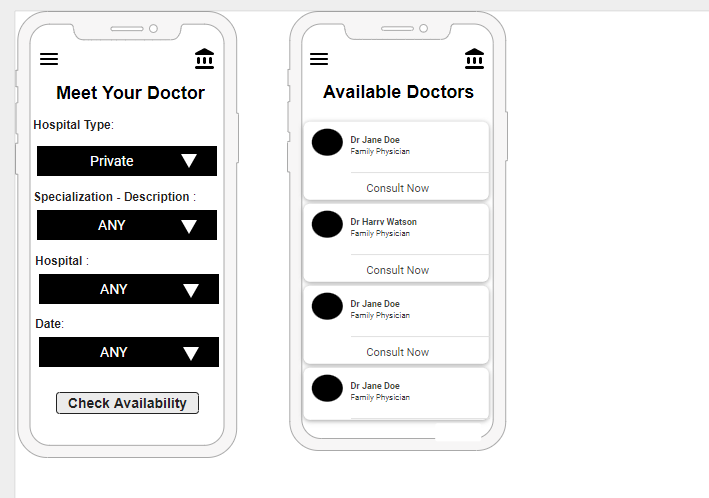 Meet Your Doctor
Hospital Type:
Private
Specialization - Description :
ANY
Hospital :
ANY
Date:
ANY
Check Availability
Available Doctors
Dr Jane Doe
Family Physician
Consult Now
Dr Harry Watson
Family Physician
Consult Now
Dr Jane Doe
Family Physician
Consult Now
Dr Jane Doe
Family Physician